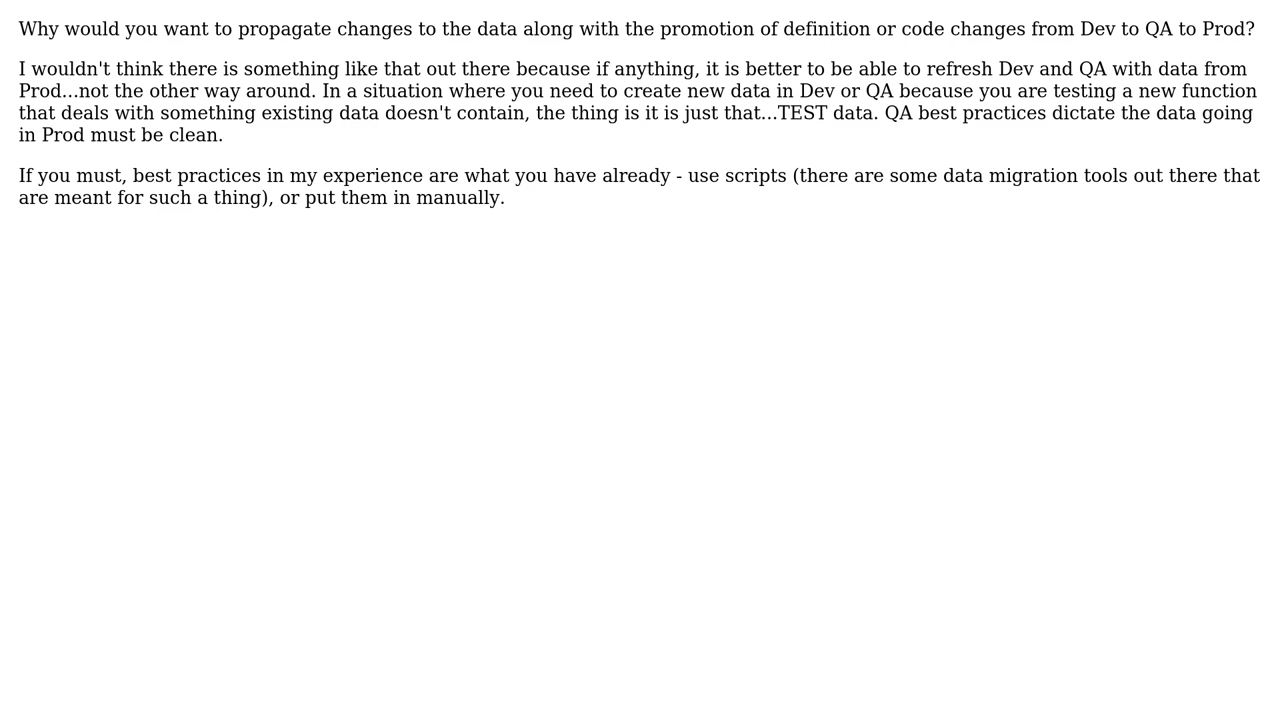 Why would you want to propagate changes to the data along with the promotion of definition or code changes from Dev to QA to Prod?
I wouldn't think there is something like that out there because if anything, it is better to be able to refresh Dev and QA with data from
Prod...not the other way around. In a situation where you need to create new data in Dev or QA because you are testing a new function
that deals with something existing data doesn't contain, the thing is it is just that...TEST data. QA best practices dictate the data going
in Prod must be clean.
If you must, best practices in my experience are what you have already - use scripts (there are some data migration tools out there that
are meant for such a thing), or put them in manually.